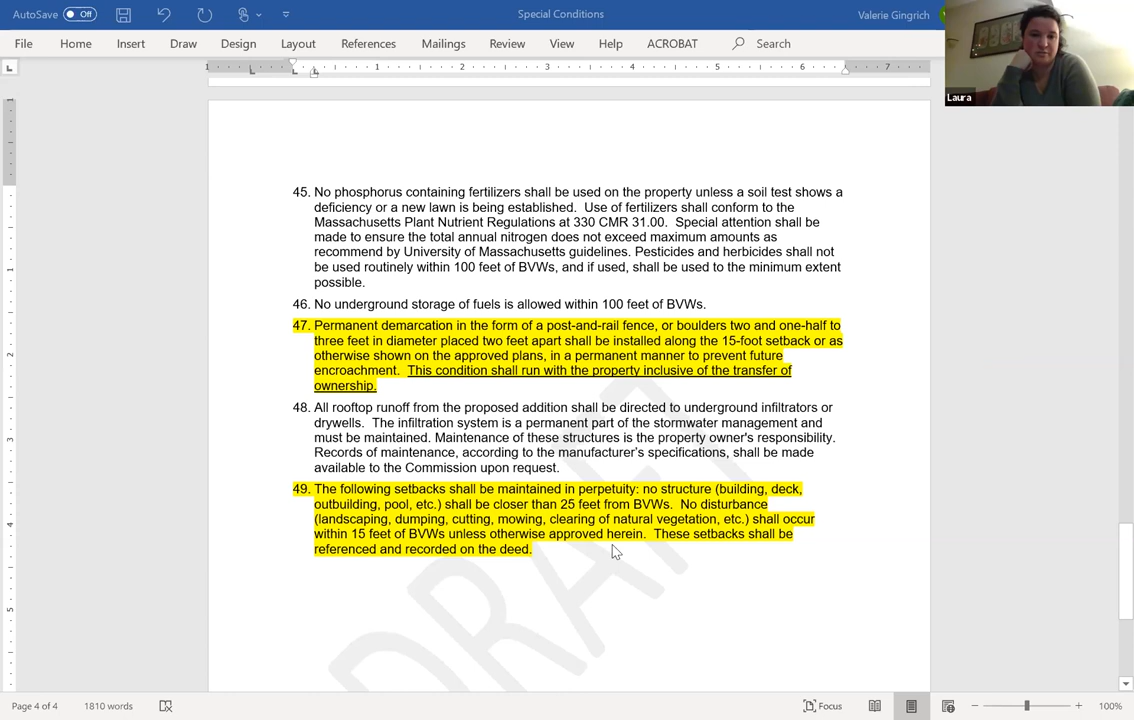 AutoSave Off Special Conditions Valerie Gingrich
File Home Insert Draw Design Layout References Mailings Review View Help ACROBAT Search
1 1 2 3 4 5 6 7
Laura
45. No phosphorus containing fertilizers shall be used on the property unless a soil test shows a
deficiency or a new lawn is being established. Use of fertilizers shall conform to the
Massachusetts Plant Nutrient Regulations at 330 CMR 31.00. Special attention shall be
made to ensure the total annual nitrogen does not exceed maximum amounts as
recommend by University of Massachusetts guidelines. Pesticides and herbicides shall not
be used routinely within 100 feet of BVWs, and if used, shall be used to the minimum extent
possible.
46. No underground storage of fuels is allowed within 100 feet of BVWs.
47. Permanent demarcation in the form of a post-and-rail fence, or boulders two and one-half to
three feet in diameter placed two feet apart shall be installed along the 15-foot setback or as
otherwise shown on the approved plans, in a permanent manner to prevent future
encroachment. This condition shall run with the property inclusive of the transfer of
ownership.
48. All rooftop runoff from the proposed addition shall be directed to underground infiltrators or
drywells. The infiltration system is a permanent part of the stormwater management and
must be maintained. Maintenance of these structures is the property owner's responsibility.
Records of maintenance, according to the manufacturer's specifications, shall be made
available to the Commission upon request.
49. The following setbacks shall be maintained in perpetuity: no structure (building, deck,
outbuilding, pool, etc.) shall be closer than 25 feet from BVWs. No disturbance
(landscaping, dumping, cutting, mowing, clearing of natural vegetation, etc.) shall occur
within 15 feet of BVWs unless otherwise approved herein. These setbacks shall be
referenced and recorded on the deed.
DRAFT
Page 4 of 4 1810 words Focus 100%